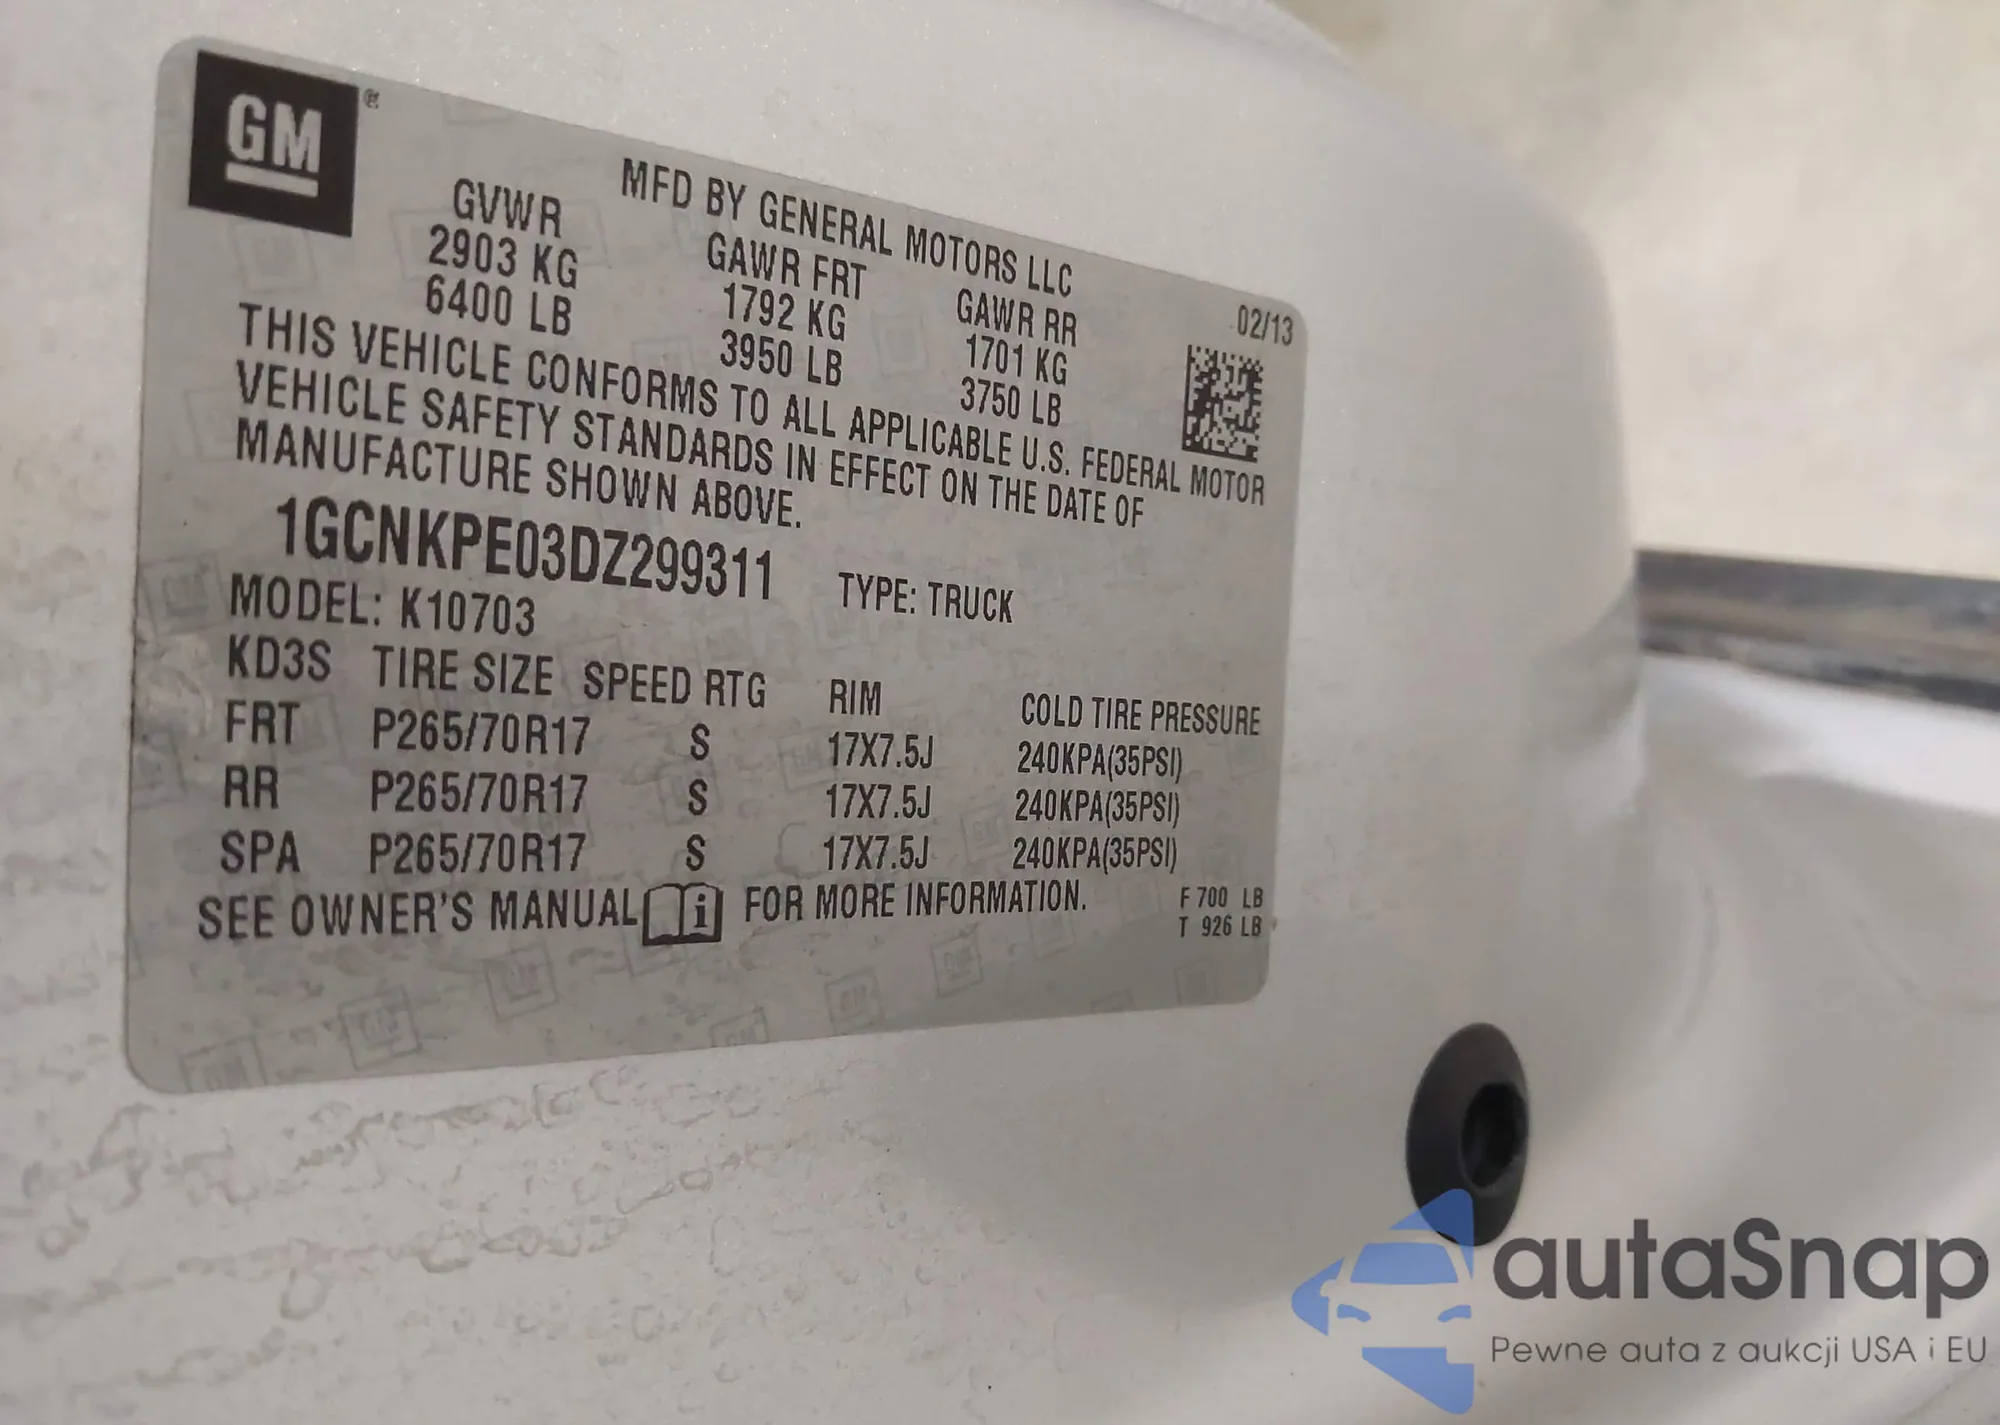 GM ®
MFD BY GENERAL MOTORS LLC
GVWR GAWR FRT GAWR RR 02/13
2903 KG 1792 KG 1701 KG
6400 LB 3950 LB 3750 LB
THIS VEHICLE CONFORMS TO ALL APPLICABLE U.S. FEDERAL MOTOR
VEHICLE SAFETY STANDARDS IN EFFECT ON THE DATE OF
MANUFACTURE SHOWN ABOVE.
1GCNKPE03DZ299311 TYPE: TRUCK
MODEL: K10703
KD3S TIRE SIZE SPEED RTG RIM COLD TIRE PRESSURE
FRT P265/70R17 S 17X7.5J 240KPA(35PSI)
RR P265/70R17 S 17X7.5J 240KPA(35PSI)
SPA P265/70R17 S 17X7.5J 240KPA(35PSI)
SEE OWNER'S MANUAL i FOR MORE INFORMATION.
F 700 LB
T 926 LB
autaSnap
Pewne auta z aukcji USA i EU